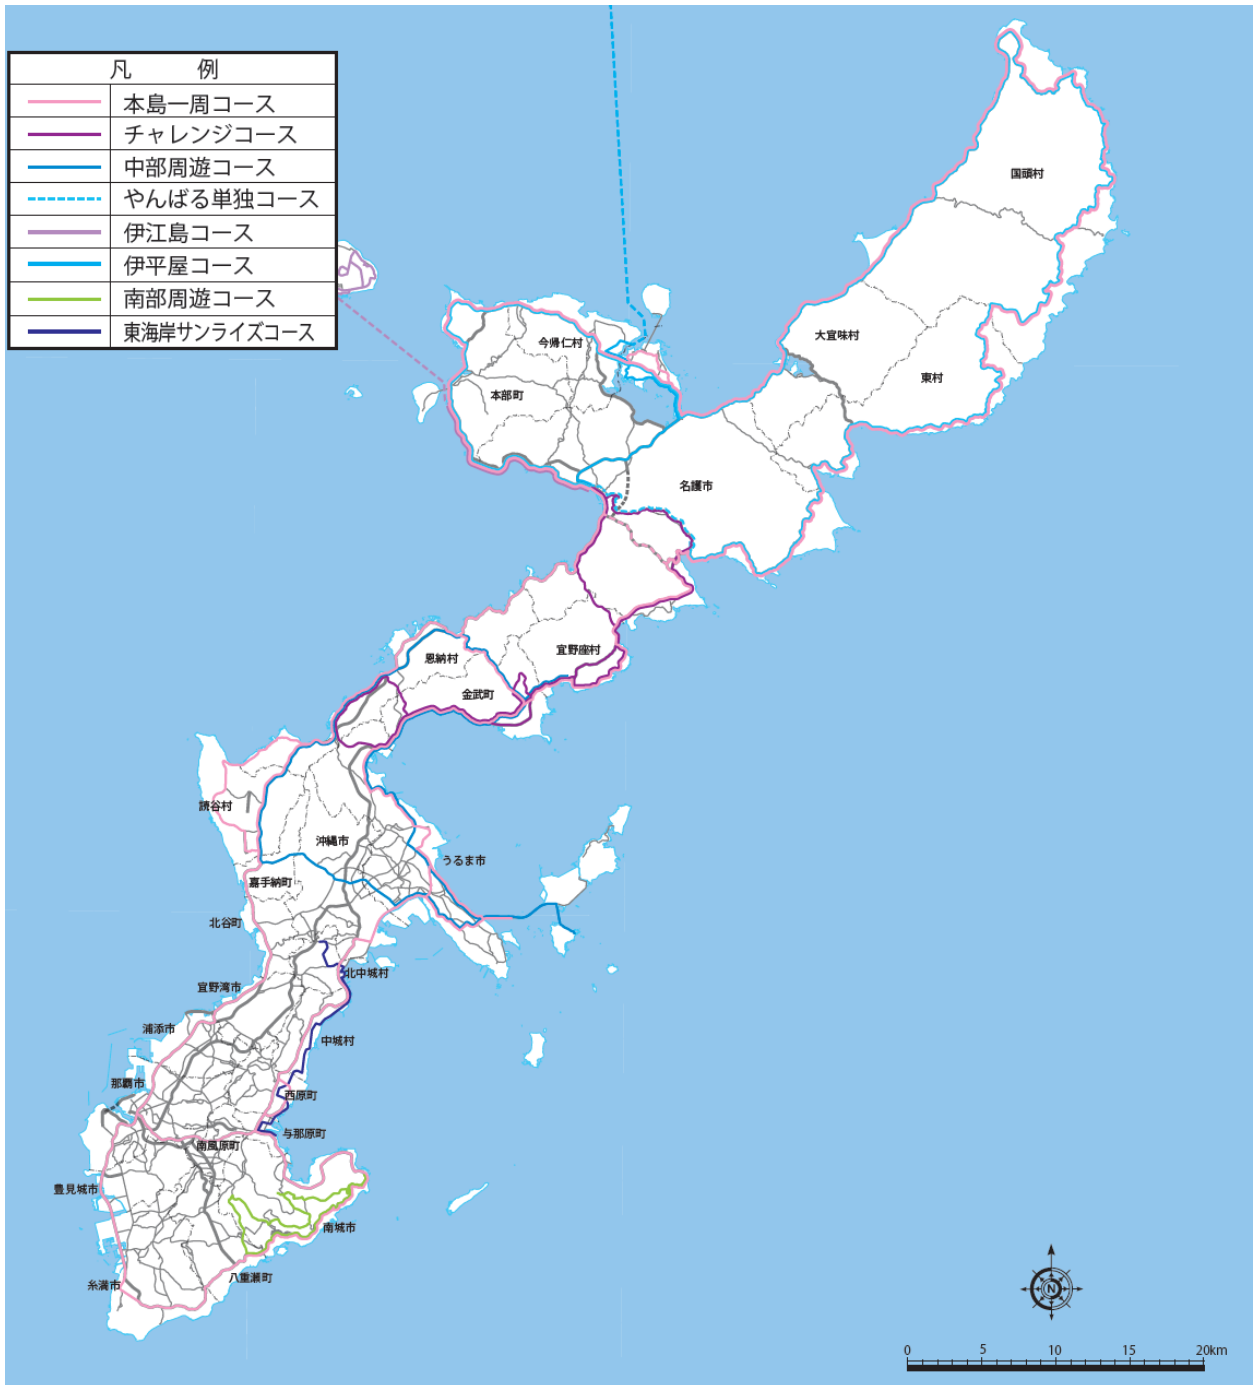 凡 例
本島一周コース
チャレンジコース
中部周遊コース
やんばる単独コース
伊江島コース
伊平屋コース
南部周遊コース
東海岸サンライズコース
国頭村
大宜味村
東村
今帰仁村
本部町
名護市
宜野座村
恩納村
金武町
読谷村
沖縄市
うるま市
嘉手納町
北谷町
北中城村
宜野湾市
浦添市
中城村
那覇市
西原町
与那原町
南風原町
豊見城市
南城市
八重瀬町
糸満市
N
0 5 10 15 20km